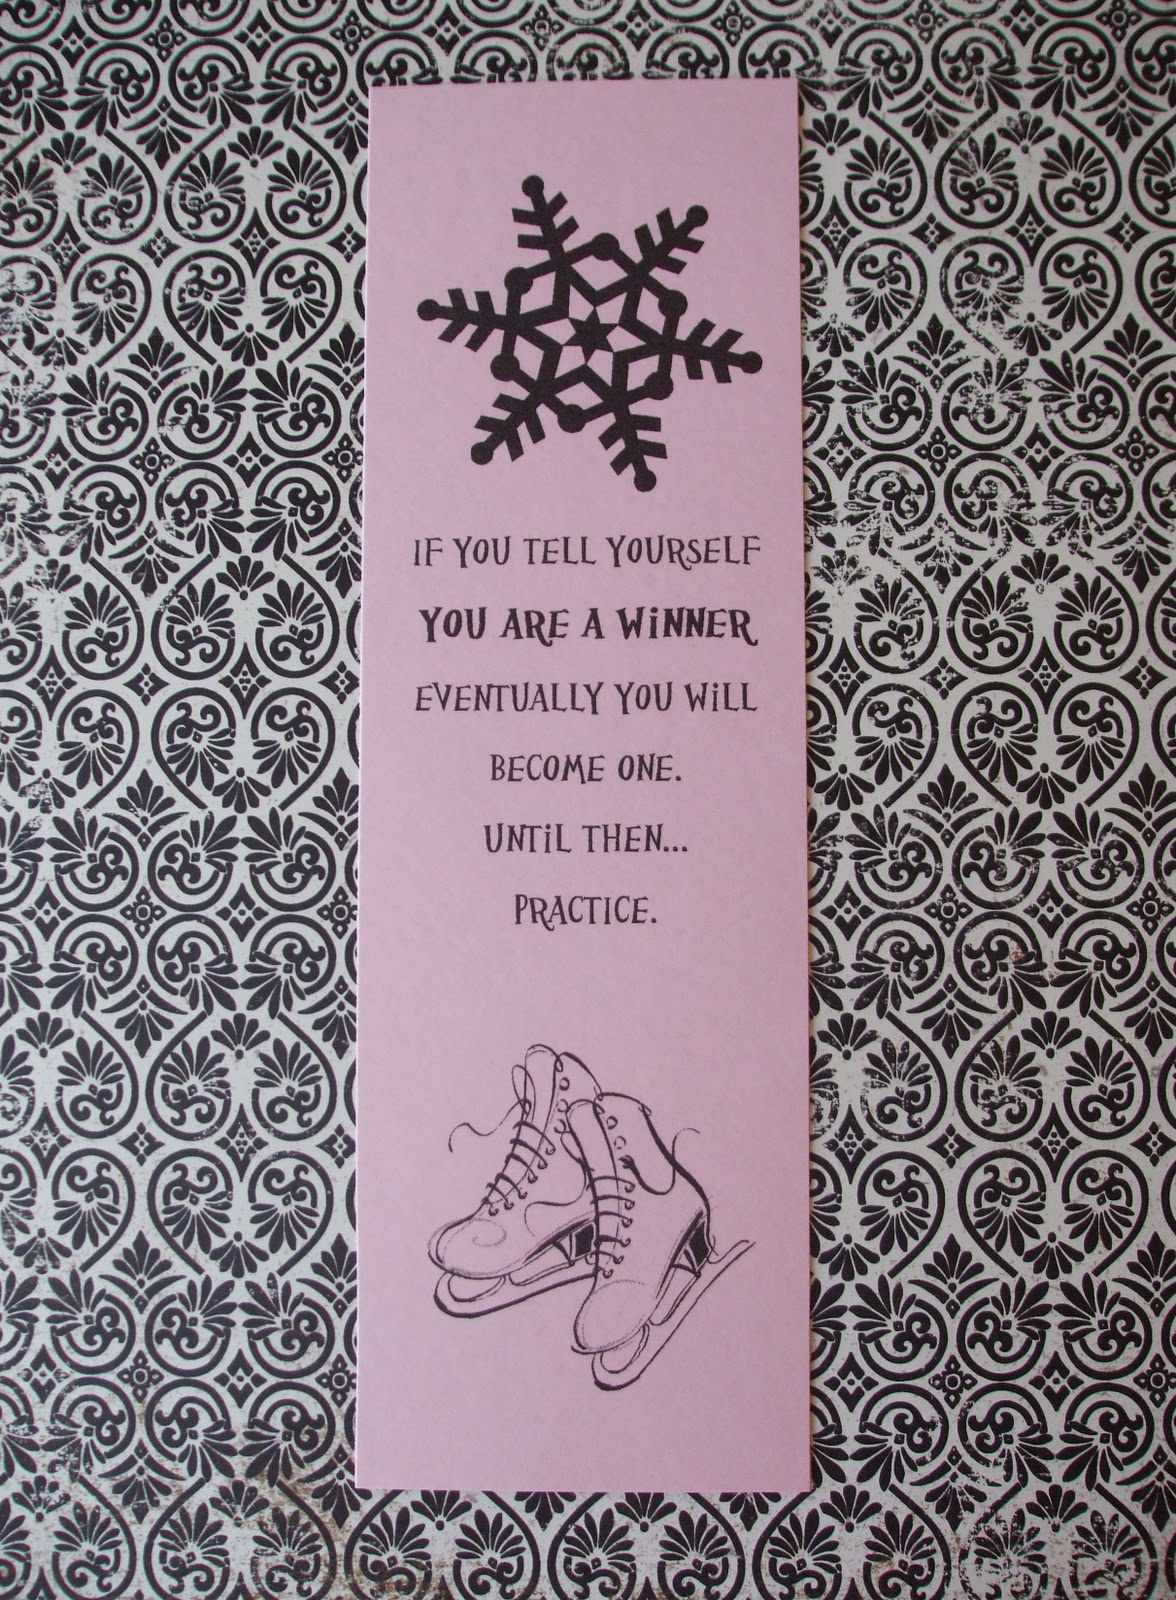 IF YOU TELL YOURSELF
YOU ARE A WiNNER
EVENTUALLY YOU WiLL
BECOME ONE.
UNTiL THEN...
PRACTICE.